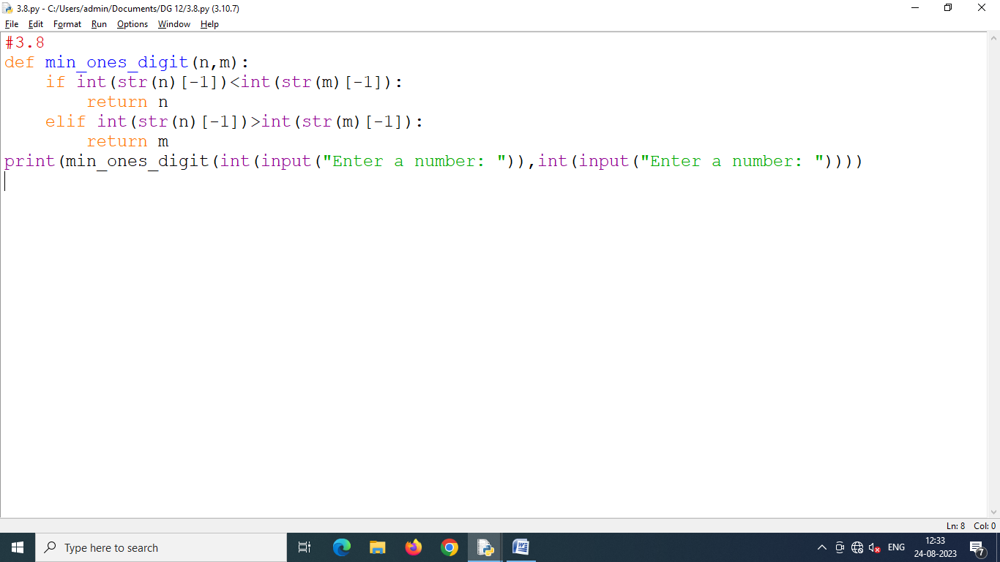 3.8.py - C:/Users/admin/Documents/DG 12/3.8.py (3.10.7)
File Edit Format Run Options Window Help
#3.8
def min_ones_digit(n,m):
    if int(str(n)[-1])<int(str(m)[-1]):
        return n
    elif int(str(n)[-1])>int(str(m)[-1]):
        return m
print(min_ones_digit(int(input("Enter a number: ")),int(input("Enter a number: "))))
Ln: 8 Col: 0
Type here to search
ENG
12:33
24-08-2023
7